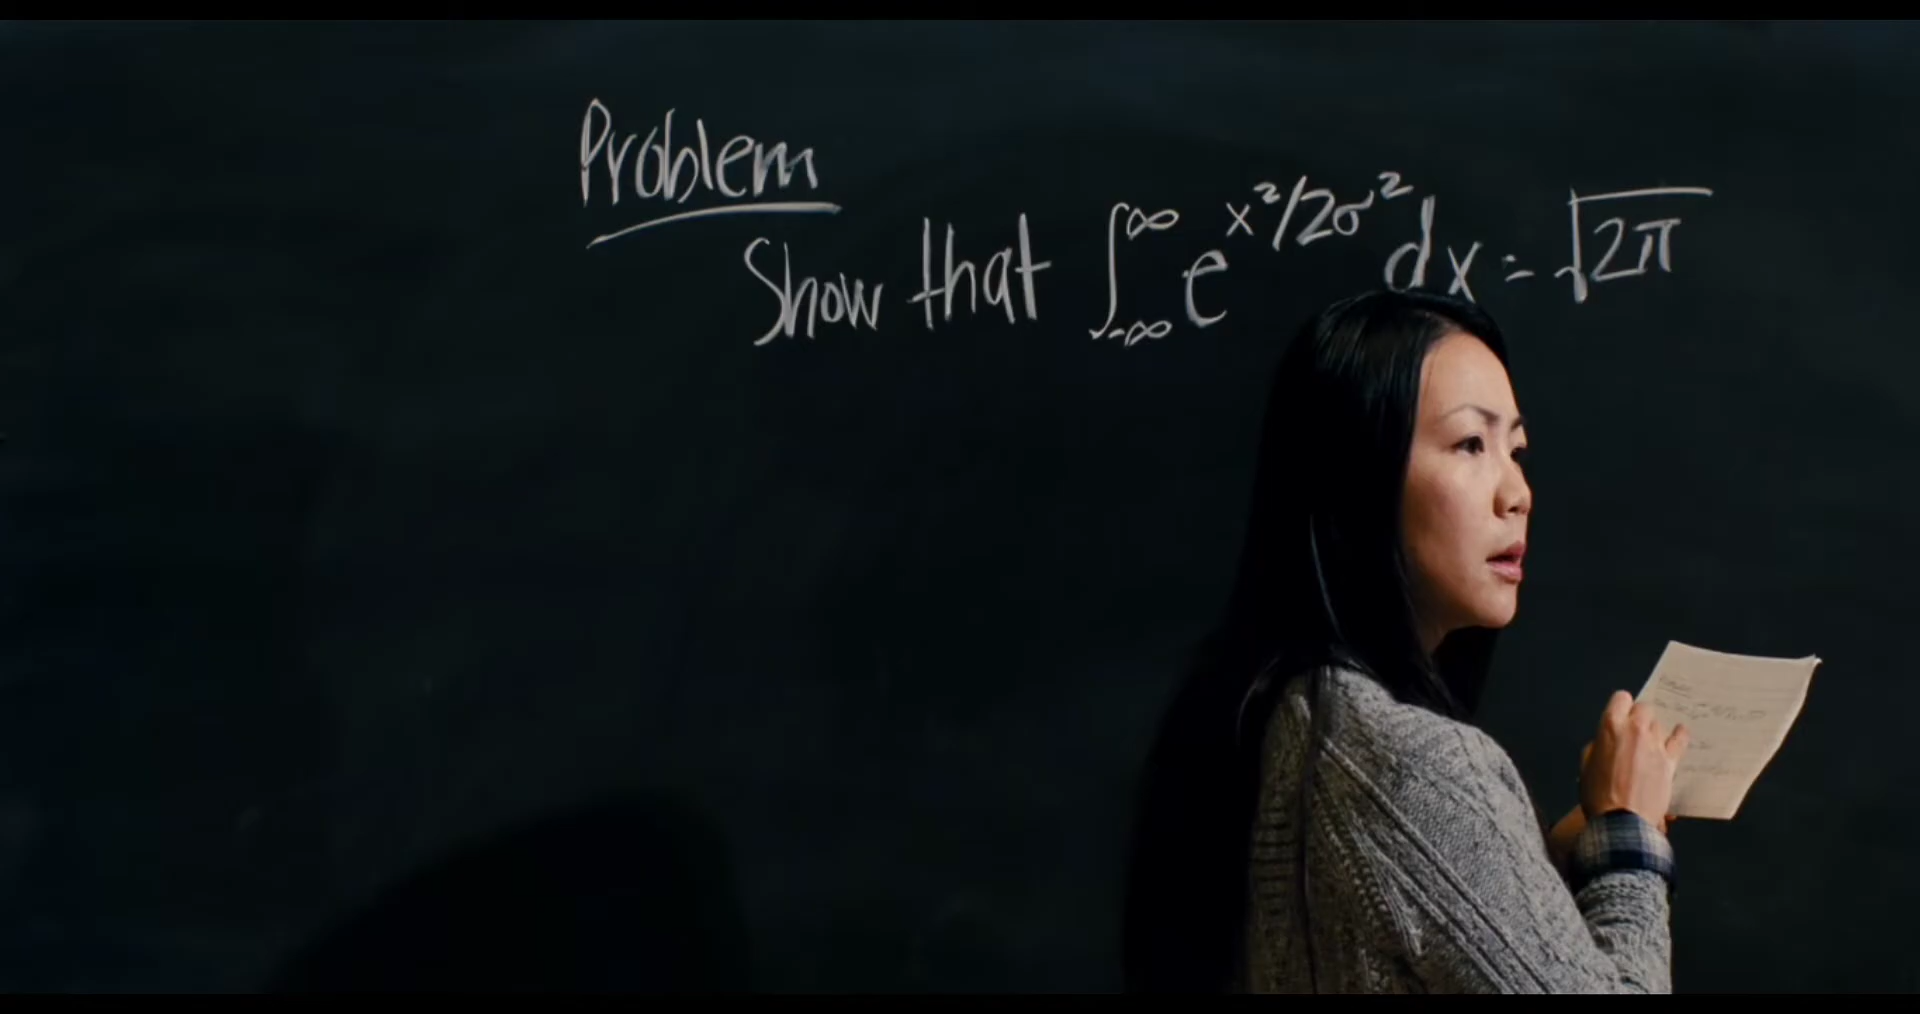 Problem
Show that ∫_{-∞}^{∞} e^{x²/2σ²} dx = √2π